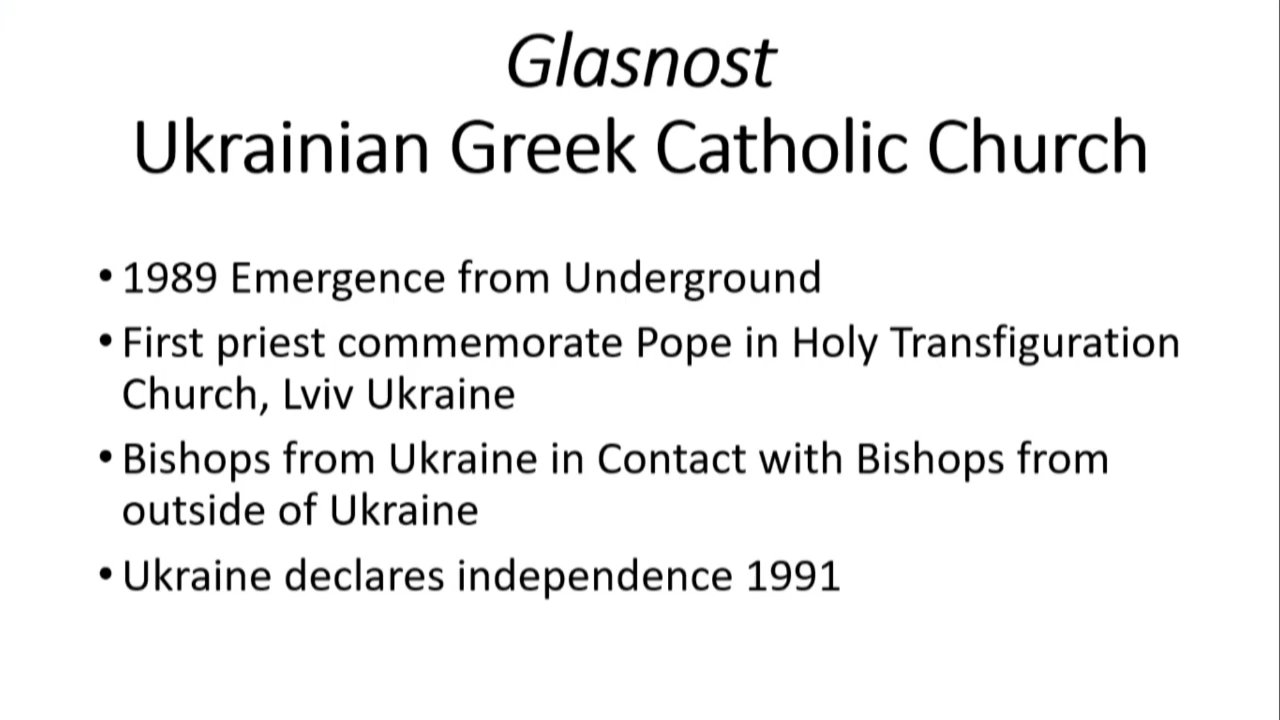 Glasnost
Ukrainian Greek Catholic Church
• 1989 Emergence from Underground
• First priest commemorate Pope in Holy Transfiguration
Church, Lviv Ukraine
• Bishops from Ukraine in Contact with Bishops from
outside of Ukraine
• Ukraine declares independence 1991